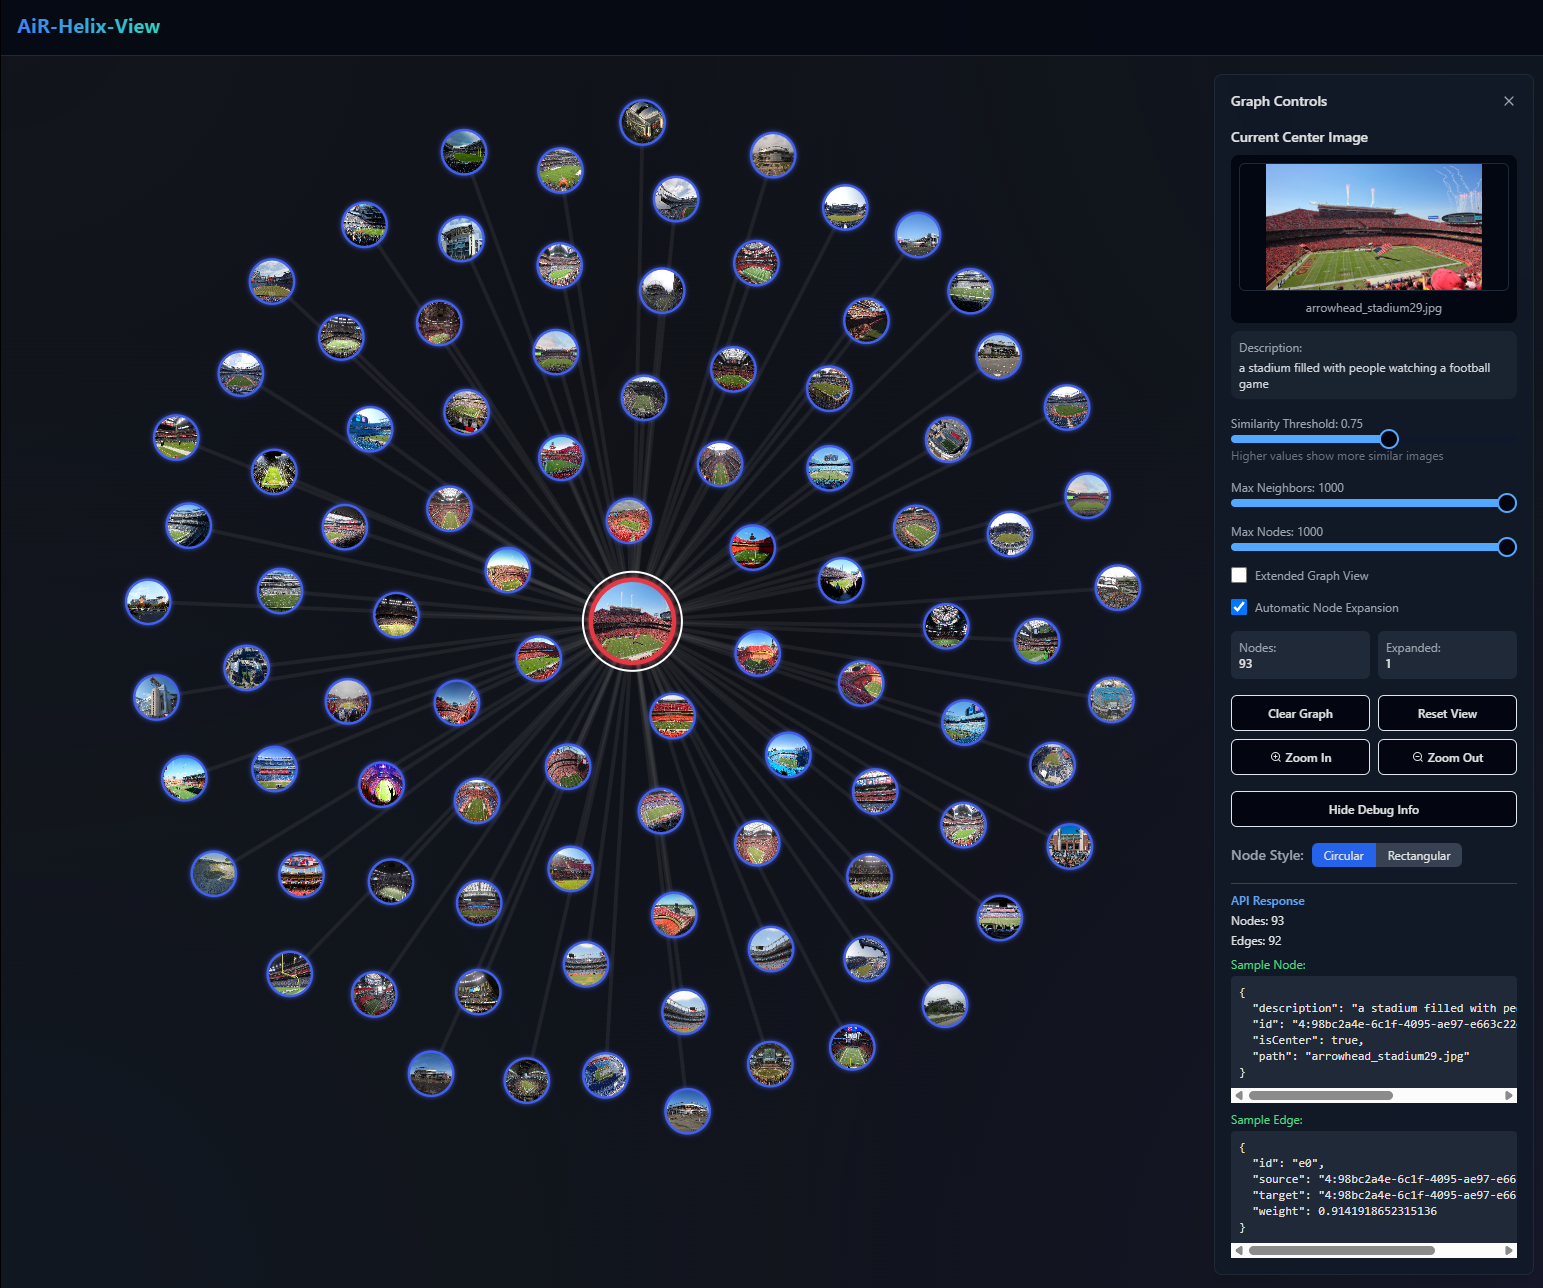 AiR-Helix-View
Graph Controls
Current Center Image
arrowhead_stadium29.jpg
Description:
a stadium filled with people watching a football
game
Similarity Threshold: 0.75
Higher values show more similar images
Max Neighbors: 1000
Max Nodes: 1000
Extended Graph View
Automatic Node Expansion
Nodes:
93
Expanded:
1
Clear Graph
Reset View
Zoom In
Zoom Out
Hide Debug Info
Node Style:
Circular
Rectangular
API Response
Nodes: 93
Edges: 92
Sample Node:
{
"description": "a stadium filled with pe
"id": "4:98bc2a4e-6c1f-4095-ae97-e663c22
"isCenter": true,
"path": "arrowhead_stadium29.jpg"
}
Sample Edge:
{
"id": "e0",
"source": "4:98bc2a4e-6c1f-4095-ae97-e66
"target": "4:98bc2a4e-6c1f-4095-ae97-e66
"weight": 0.9141918652315136
}